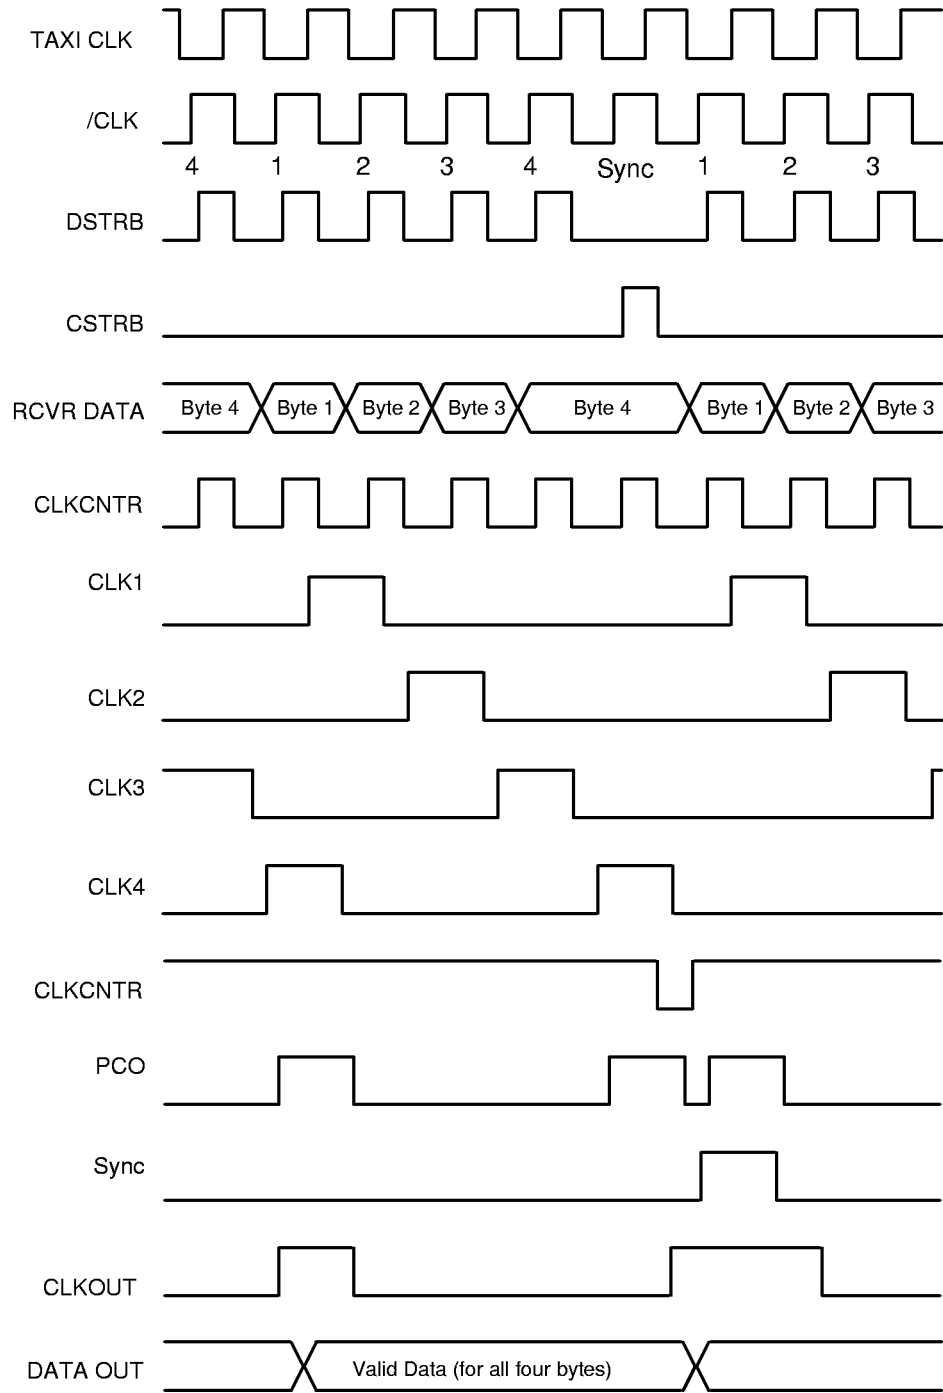 TAXI CLK
/CLK
4 1 2 3 4 Sync 1 2 3
DSTRB
CSTRB
RCVR DATA Byte 4 Byte 1 Byte 2 Byte 3 Byte 4 Byte 1 Byte 2 Byte 3
CLKCNTR
CLK1
CLK2
CLK3
CLK4
CLKCNTR
PCO
Sync
CLKOUT
DATA OUT Valid Data (for all four bytes)